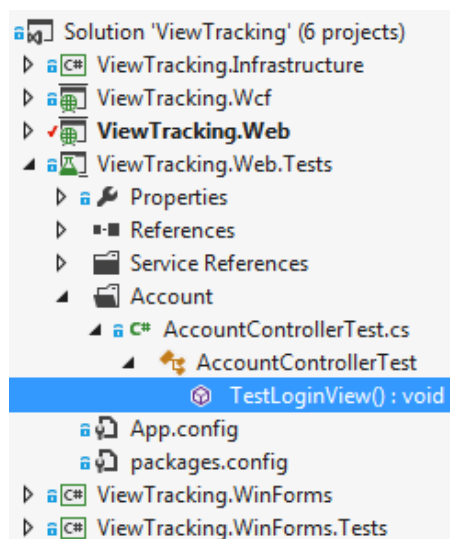 Solution 'ViewTracking' (6 projects)
C# ViewTracking.Infrastructure
ViewTracking.Wcf
ViewTracking.Web
ViewTracking.Web.Tests
Properties
References
Service References
Account
C# AccountControllerTest.cs
AccountControllerTest
TestLoginView() : void
App.config
packages.config
C# ViewTracking.WinForms
C# ViewTracking.WinForms.Tests